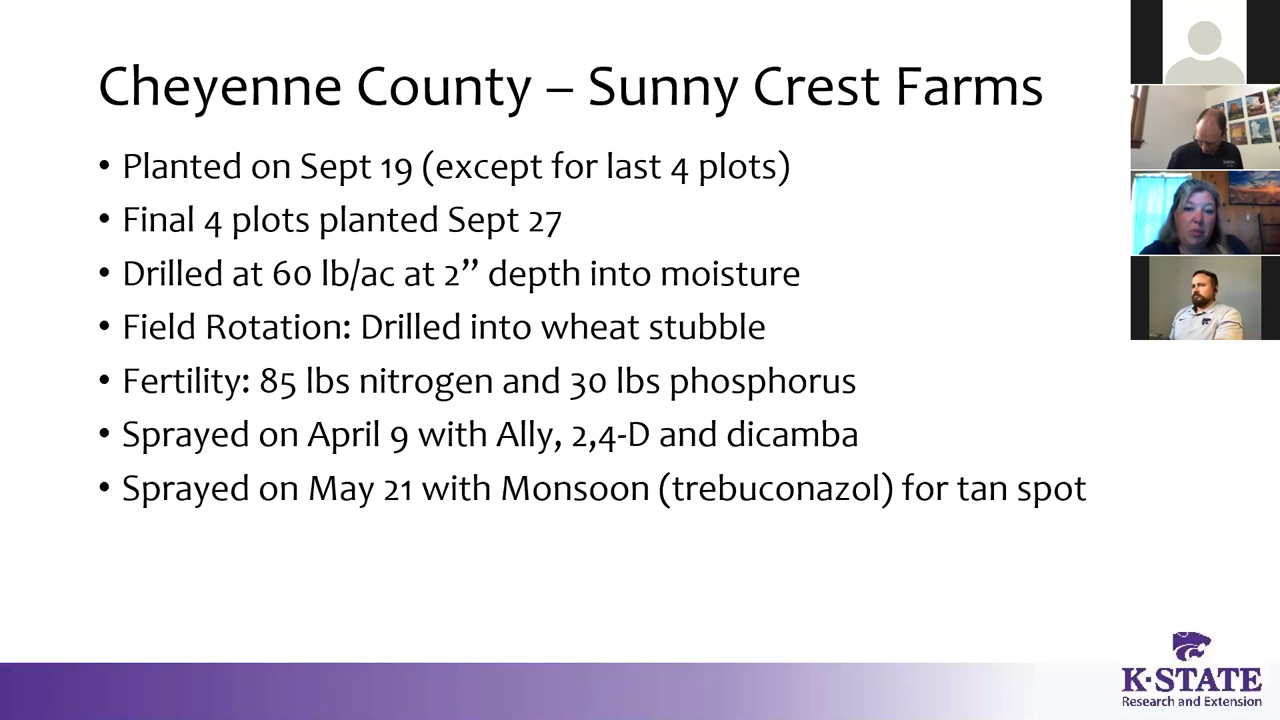 Cheyenne County – Sunny Crest Farms
• Planted on Sept 19 (except for last 4 plots)
• Final 4 plots planted Sept 27
• Drilled at 60 lb/ac at 2” depth into moisture
• Field Rotation: Drilled into wheat stubble
• Fertility: 85 lbs nitrogen and 30 lbs phosphorus
• Sprayed on April 9 with Ally, 2,4-D and dicamba
• Sprayed on May 21 with Monsoon (trebuconazol) for tan spot
K-STATE
Research and Extension